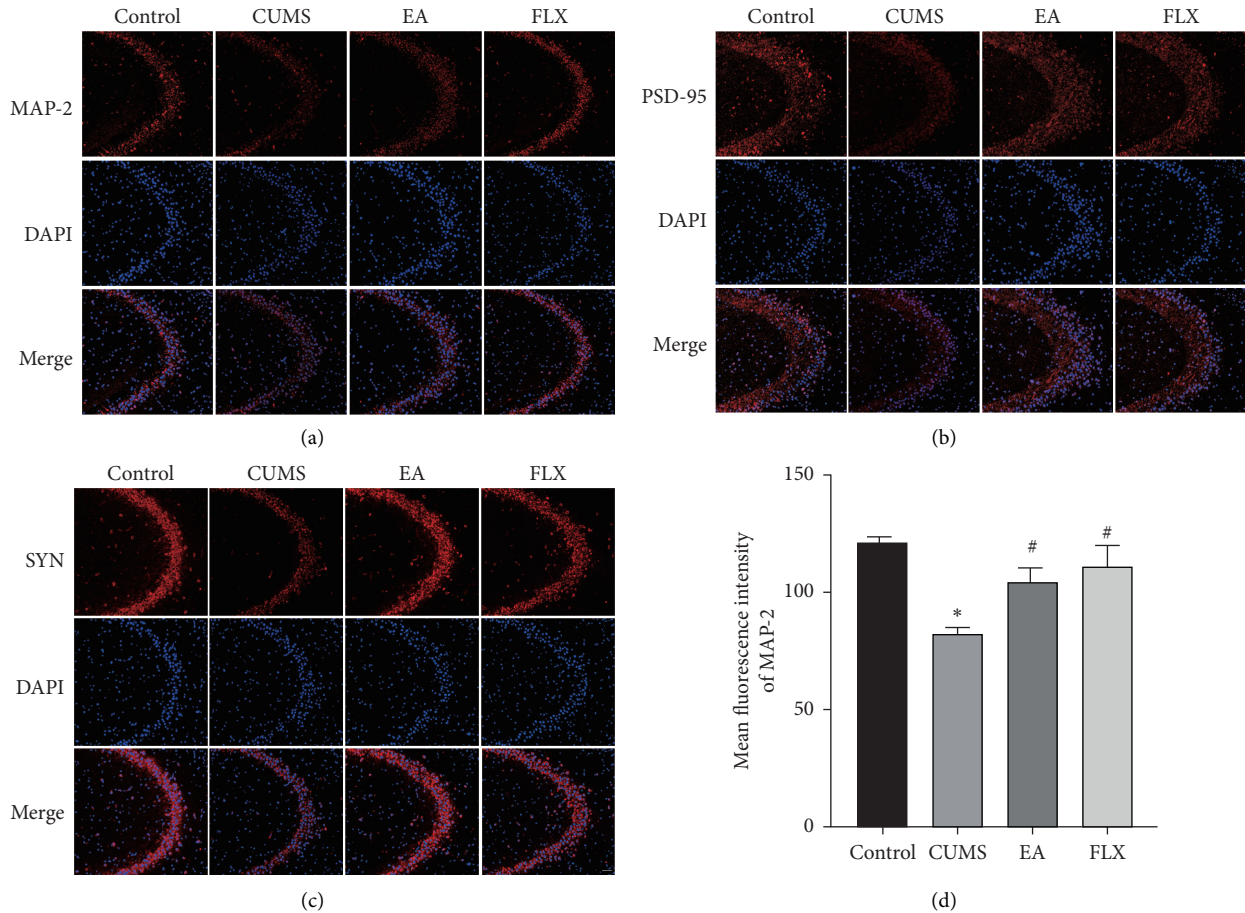 Control CUMS EA FLX
MAP-2
DAPI
Merge
(a)
Control CUMS EA FLX
PSD-95
DAPI
Merge
(b)
Control CUMS EA FLX
SYN
DAPI
Merge
(c)
150
100
50
0
Mean fluorescence intensity
of MAP-2
*
#
#
Control CUMS EA FLX
(d)